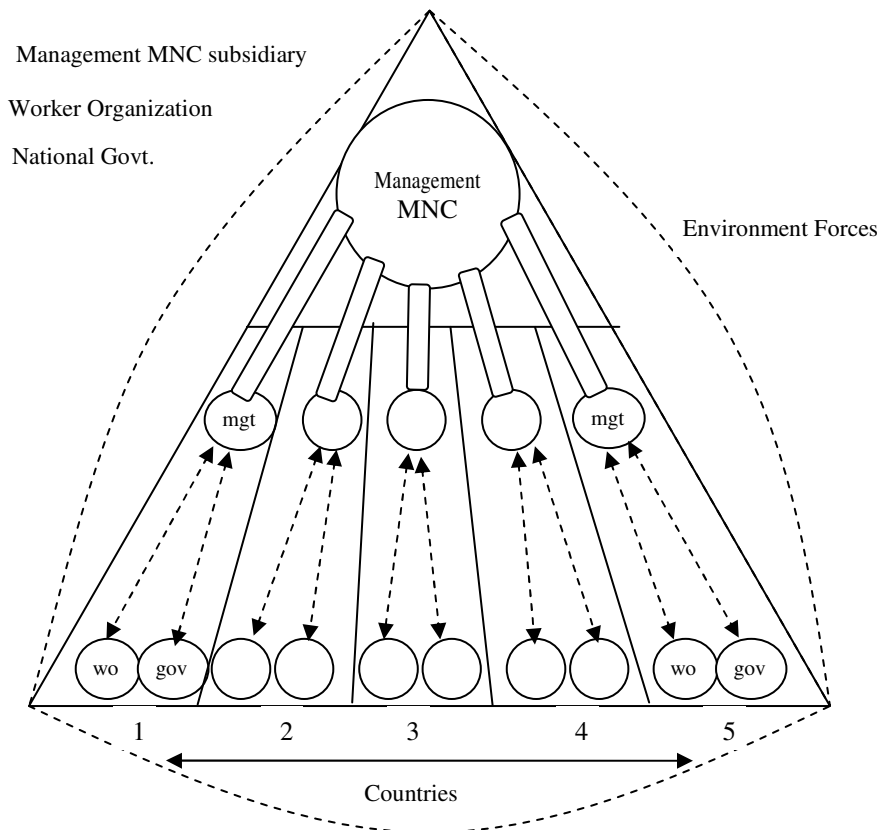 Management MNC subsidiary
Worker Organization
National Govt.
Management
MNC
Environment Forces
mgt
mgt
wo
gov
wo
gov
1
2
3
4
5
Countries